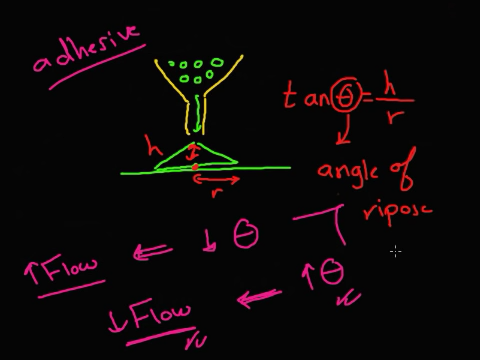 adhesive
tan θ = h/r
h
r
angle of
ripose
↓ θ
↑ Flow
↑ θ
↓ Flow